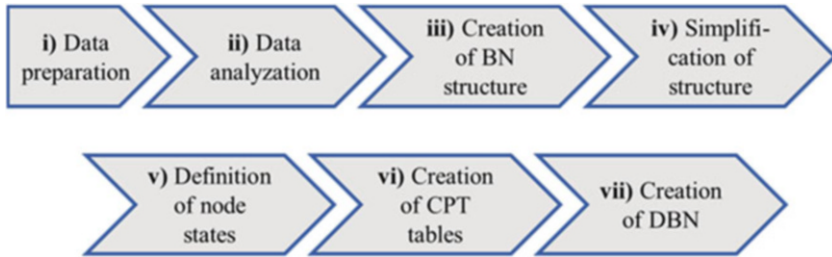 i) Data
preparation
ii) Data
analyzation
iii) Creation
of BN
structure
iv) Simplifi-
cation of
structure
v) Definition
of node
states
vi) Creation
of CPT
tables
vii) Creation
of DBN